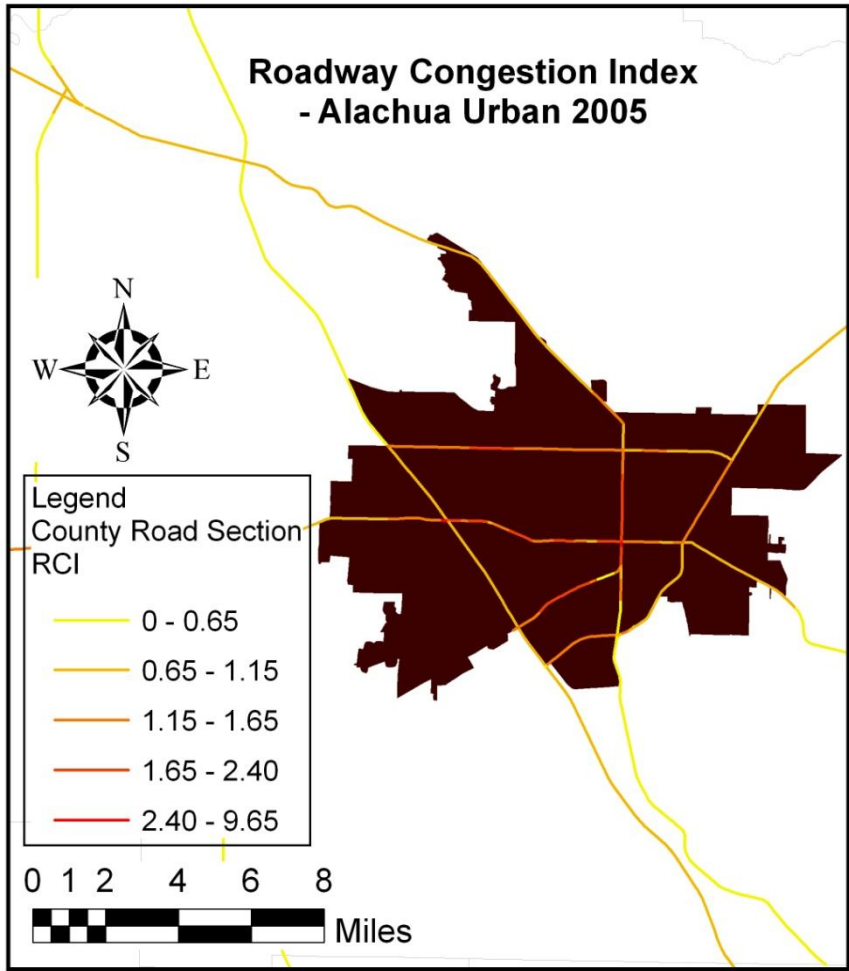 Roadway Congestion Index
- Alachua Urban 2005
N
W E
S
Legend
County Road Section
RCI
0 - 0.65
0.65 - 1.15
1.15 - 1.65
1.65 - 2.40
2.40 - 9.65
0 1 2 4 6 8
Miles